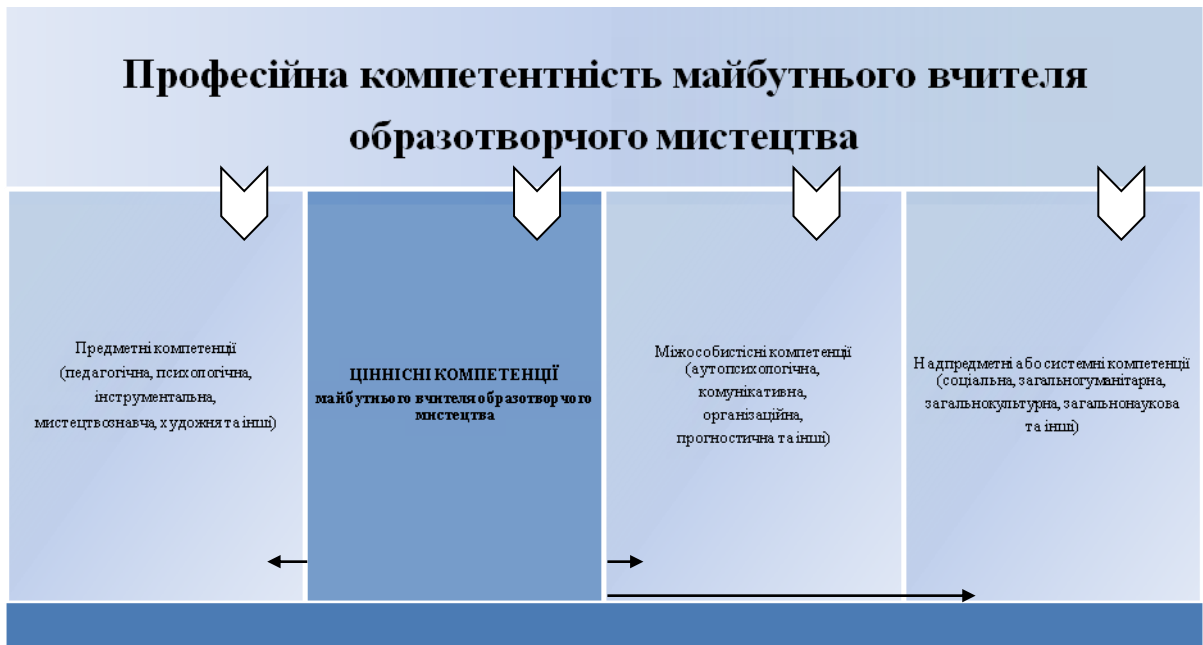 Професійна компетентність майбутнього вчителя
образотворчого мистецтва
Предметні компетенції
(педагогічна, психологічна,
інструментальна,
мистецтвознавча, художня та інші)
ЦІННІСНІ КОМПЕТЕНЦІЇ
майбутнього вчителя образотворчого
мистецтва
Міжособистісні компетенції
(аутопсихологічна,
комунікативна,
організаційна,
прогностична та інші)
Надпредметні або системні компетенції
(соціальна, загальногуманітарна,
загальнокультурна, загальнонаукова
та інші)